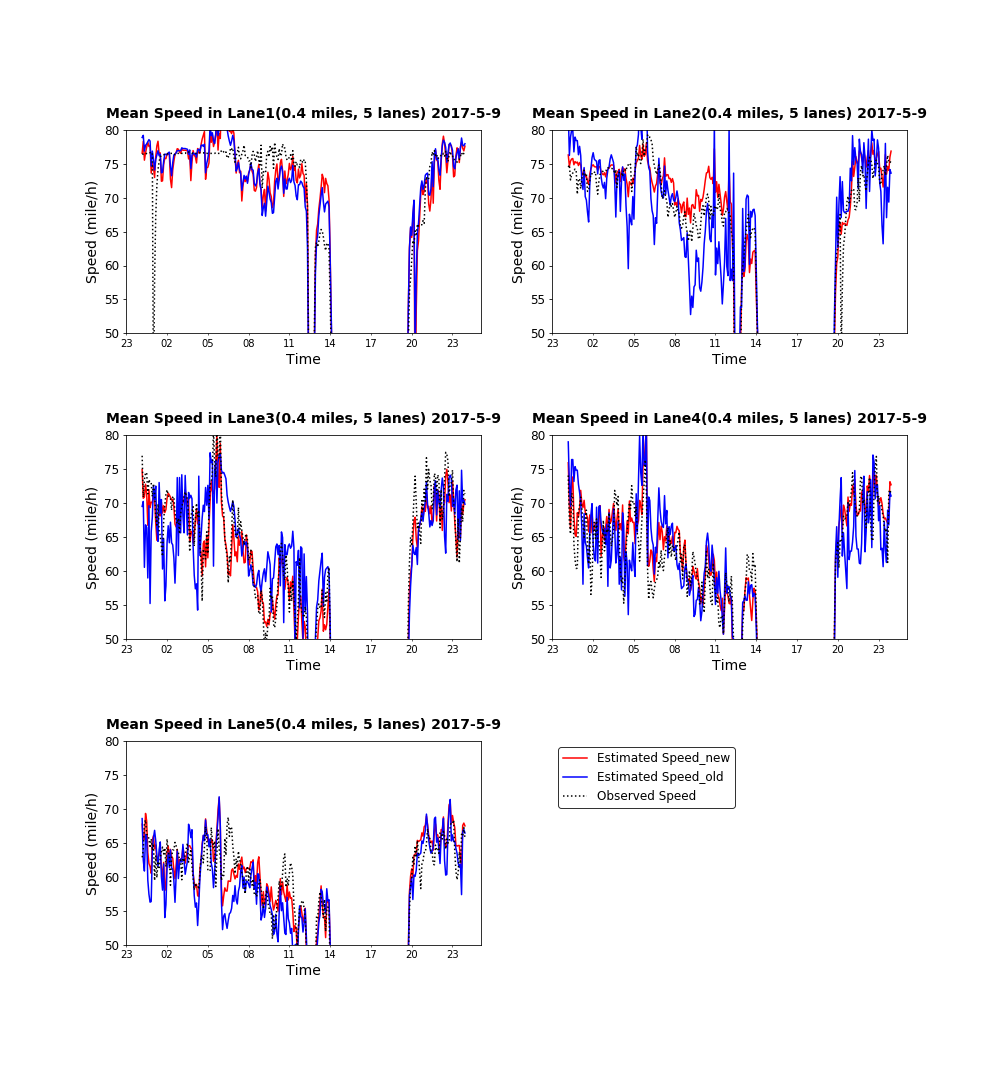 Mean Speed in Lane1(0.4 miles, 5 lanes) 2017-5-9
80
75
70
65
60
55
50
Speed (mile/h)
23 02 05 08 11 14 17 20 23
Time
Mean Speed in Lane2(0.4 miles, 5 lanes) 2017-5-9
80
75
70
65
60
55
50
Speed (mile/h)
23 02 05 08 11 14 17 20 23
Time
Mean Speed in Lane3(0.4 miles, 5 lanes) 2017-5-9
80
75
70
65
60
55
50
Speed (mile/h)
23 02 05 08 11 14 17 20 23
Time
Mean Speed in Lane4(0.4 miles, 5 lanes) 2017-5-9
80
75
70
65
60
55
50
Speed (mile/h)
23 02 05 08 11 14 17 20 23
Time
Mean Speed in Lane5(0.4 miles, 5 lanes) 2017-5-9
80
75
70
65
60
55
50
Speed (mile/h)
23 02 05 08 11 14 17 20 23
Time
Estimated Speed_new
Estimated Speed_old
Observed Speed